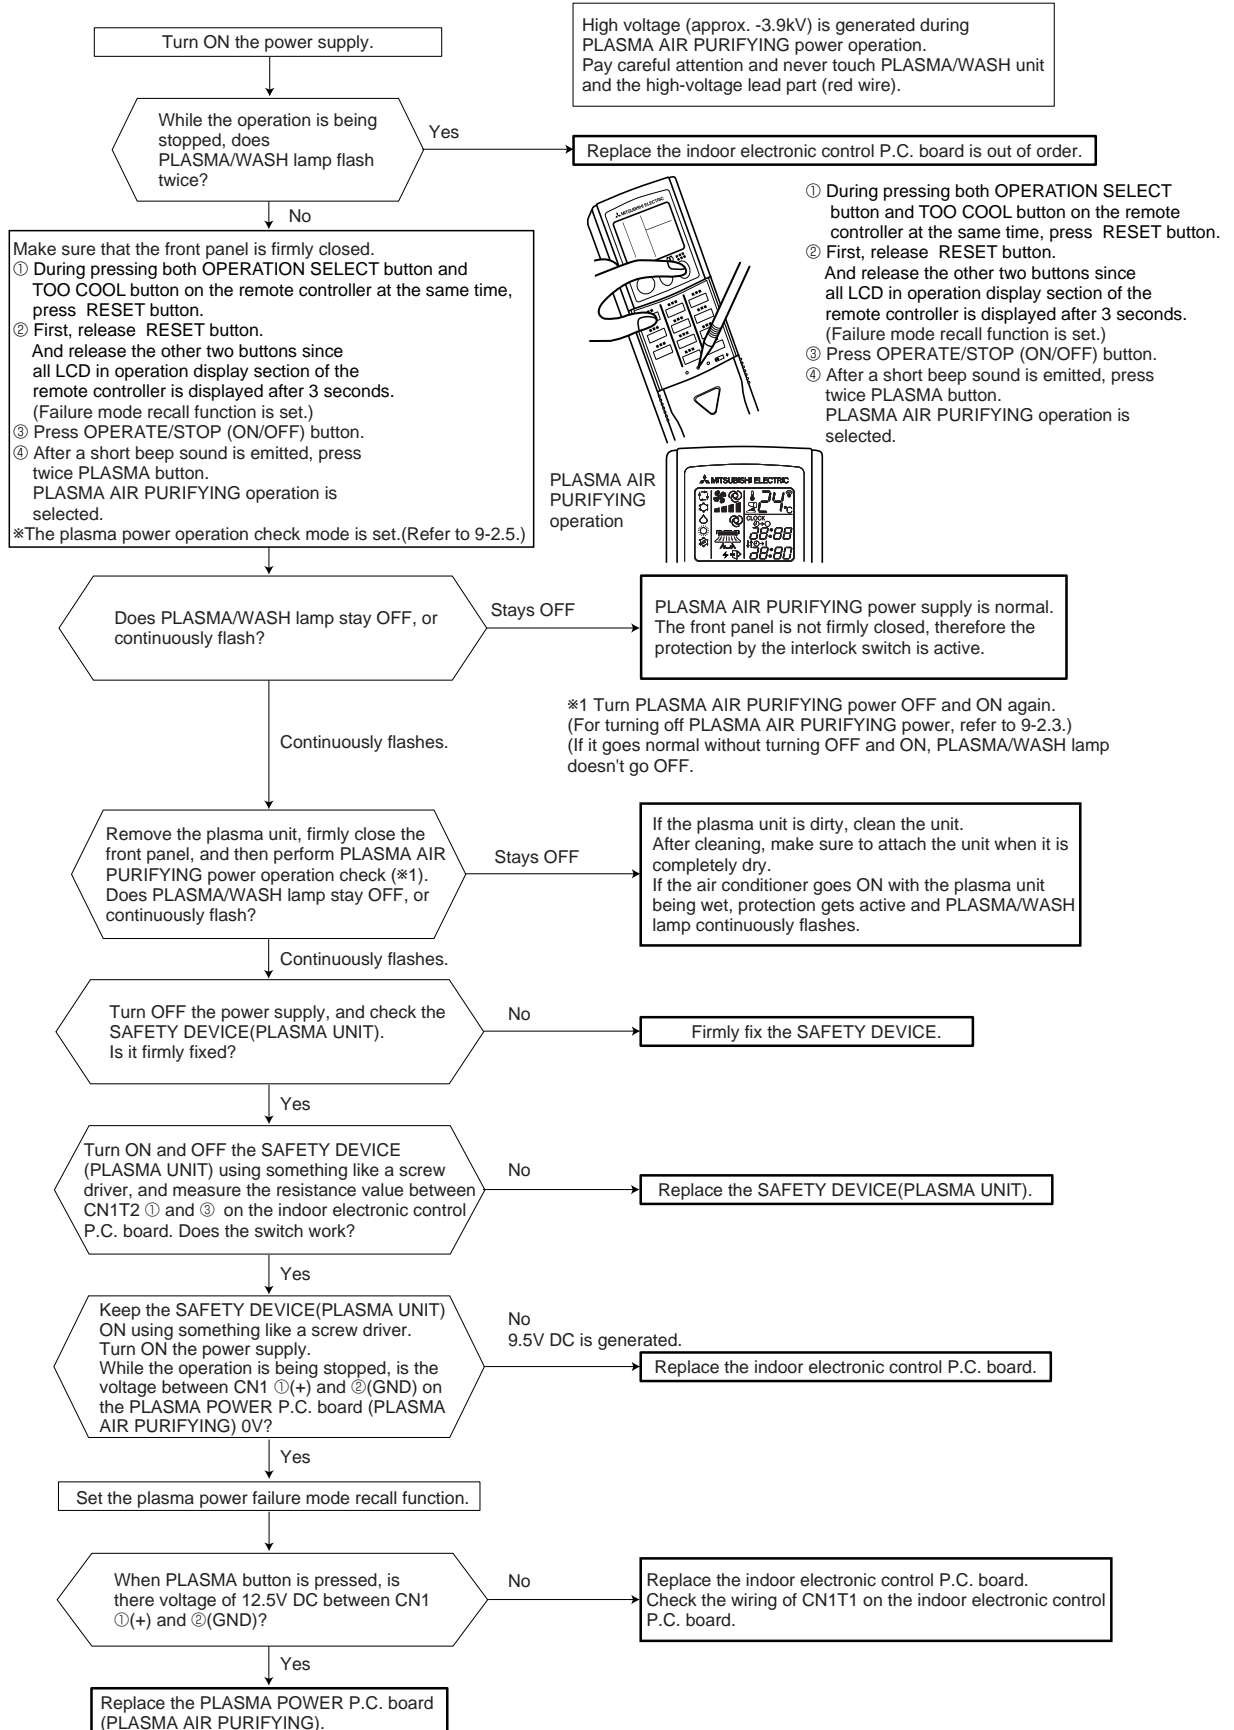 Turn ON the power supply.
High voltage (approx. -3.9kV) is generated during
PLASMA AIR PURIFYING power operation.
Pay careful attention and never touch PLASMA/WASH unit
and the high-voltage lead part (red wire).
While the operation is being
stopped, does
PLASMA/WASH lamp flash
twice?
Yes
Replace the indoor electronic control P.C. board is out of order.
No
Make sure that the front panel is firmly closed.
① During pressing both OPERATION SELECT button and
TOO COOL button on the remote controller at the same time,
press RESET button.
② First, release RESET button.
And release the other two buttons since
all LCD in operation display section of the
remote controller is displayed after 3 seconds.
(Failure mode recall function is set.)
③ Press OPERATE/STOP (ON/OFF) button.
④ After a short beep sound is emitted, press
twice PLASMA button.
PLASMA AIR PURIFYING operation is
selected.
※The plasma power operation check mode is set.(Refer to 9-2.5.)
MITSUBISHI ELECTRIC
① During pressing both OPERATION SELECT
button and TOO COOL button on the remote
controller at the same time, press RESET button.
② First, release RESET button.
And release the other two buttons since
all LCD in operation display section of the
remote controller is displayed after 3 seconds.
(Failure mode recall function is set.)
③ Press OPERATE/STOP (ON/OFF) button.
④ After a short beep sound is emitted, press
twice PLASMA button.
PLASMA AIR PURIFYING operation is
selected.
PLASMA AIR
PURIFYING
operation
MITSUBISHI ELECTRIC
24°C
CLOCK
88:88
88:80
Does PLASMA/WASH lamp stay OFF, or
continuously flash?
Stays OFF
PLASMA AIR PURIFYING power supply is normal.
The front panel is not firmly closed, therefore the
protection by the interlock switch is active.
※1 Turn PLASMA AIR PURIFYING power OFF and ON again.
(For turning off PLASMA AIR PURIFYING power, refer to 9-2.3.)
(If it goes normal without turning OFF and ON, PLASMA/WASH lamp
doesn't go OFF.
Continuously flashes.
Remove the plasma unit, firmly close the
front panel, and then perform PLASMA AIR
PURIFYING power operation check (※1).
Does PLASMA/WASH lamp stay OFF, or
continuously flash?
Stays OFF
If the plasma unit is dirty, clean the unit.
After cleaning, make sure to attach the unit when it is
completely dry.
If the air conditioner goes ON with the plasma unit
being wet, protection gets active and PLASMA/WASH
lamp continuously flashes.
Continuously flashes.
Turn OFF the power supply, and check the
SAFETY DEVICE(PLASMA UNIT).
Is it firmly fixed?
No
Firmly fix the SAFETY DEVICE.
Yes
Turn ON and OFF the SAFETY DEVICE
(PLASMA UNIT) using something like a screw
driver, and measure the resistance value between
CN1T2 ① and ③ on the indoor electronic control
P.C. board. Does the switch work?
No
Replace the SAFETY DEVICE(PLASMA UNIT).
Yes
Keep the SAFETY DEVICE(PLASMA UNIT)
ON using something like a screw driver.
Turn ON the power supply.
While the operation is being stopped, is the
voltage between CN1 ①(+) and ②(GND) on
the PLASMA POWER P.C. board (PLASMA
AIR PURIFYING) 0V?
No
9.5V DC is generated.
Replace the indoor electronic control P.C. board.
Yes
Set the plasma power failure mode recall function.
When PLASMA button is pressed, is
there voltage of 12.5V DC between CN1
①(+) and ②(GND)?
No
Replace the indoor electronic control P.C. board.
Check the wiring of CN1T1 on the indoor electronic control
P.C. board.
Yes
Replace the PLASMA POWER P.C. board
(PLASMA AIR PURIFYING).